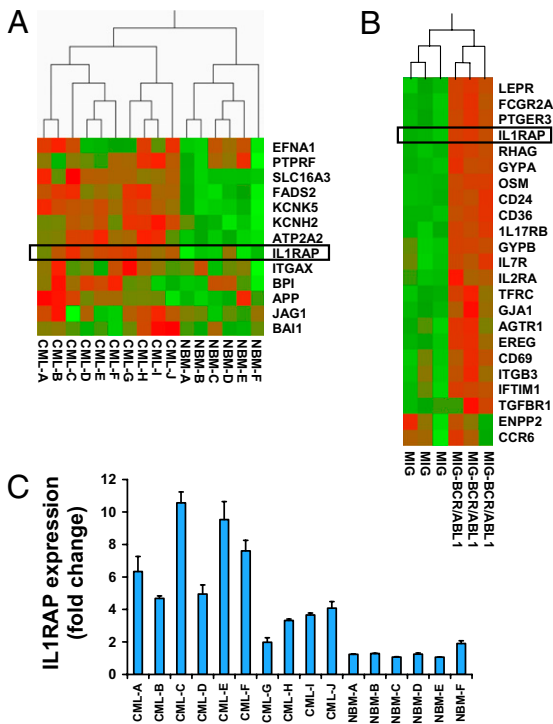 A
EFNA1
PTPRF
SLC16A3
FADS2
KCNK5
KCNH2
ATP2A2
IL1RAP
ITGAX
BPI
APP
JAG1
BAI1
CML-A
CML-B
CML-C
CML-D
CML-E
CML-F
CML-G
CML-H
CML-I
CML-J
NBM-A
NBM-B
NBM-C
NBM-D
NBM-E
NBM-F
B
LEPR
FCGR2A
PTGER3
IL1RAP
RHAG
GYPA
OSM
CD24
CD36
1L17RB
GYPB
IL7R
IL2RA
TFRC
GJA1
AGTR1
EREG
CD69
ITGB3
IFTIM1
TGFBR1
ENPP2
CCR6
MIG
MIG
MIG
MIG-BCR/ABL1
MIG-BCR/ABL1
MIG-BCR/ABL1
C
IL1RAP expression
(fold change)
12
10
8
6
4
2
0
CML-A
CML-B
CML-C
CML-D
CML-E
CML-F
CML-G
CML-H
CML-I
CML-J
NBM-A
NBM-B
NBM-C
NBM-D
NBM-E
NBM-F